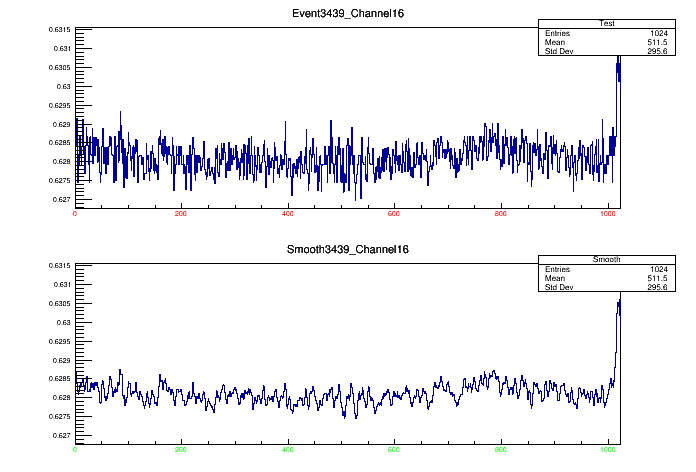 Event3439_Channel16
Test
Entries 1024
Mean 511.5
Std Dev 295.6
0.6315
0.631
0.6305
0.63
0.6295
0.629
0.6285
0.628
0.6275
0.627
0 200 400 600 800 1000
Smooth3439_Channel16
Smooth
Entries 1024
Mean 511.5
Std Dev 295.6
0.6315
0.631
0.6305
0.63
0.6295
0.629
0.6285
0.628
0.6275
0.627
0 200 400 600 800 1000